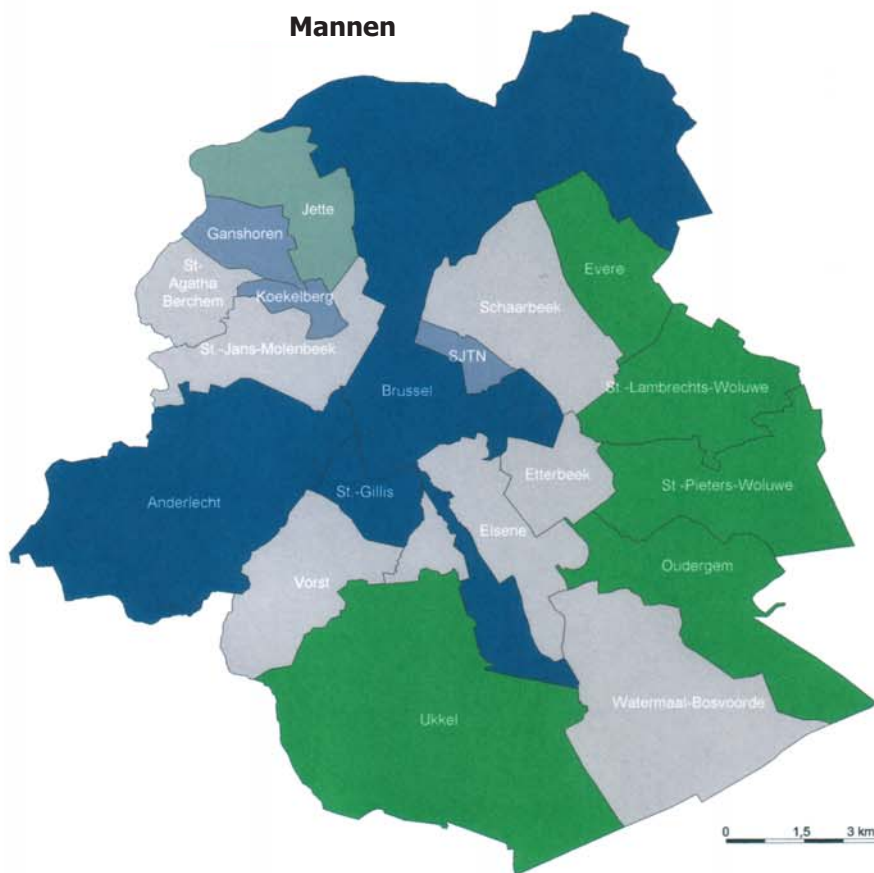 Mannen
Jette
Ganshoren
St-
Agatha
Berchem
Koekelberg
St.-Jans-Molenbeek
Evere
Schaarbeek
SJTN
Brussel
St.-Lambrechts-Woluwe
Etterbeek
St.-Pieters-Woluwe
Anderlecht
St.-Gillis
Elsene
Oudergem
Vorst
Watermaal-Bosvoorde
Ukkel
0 1,5 3 km